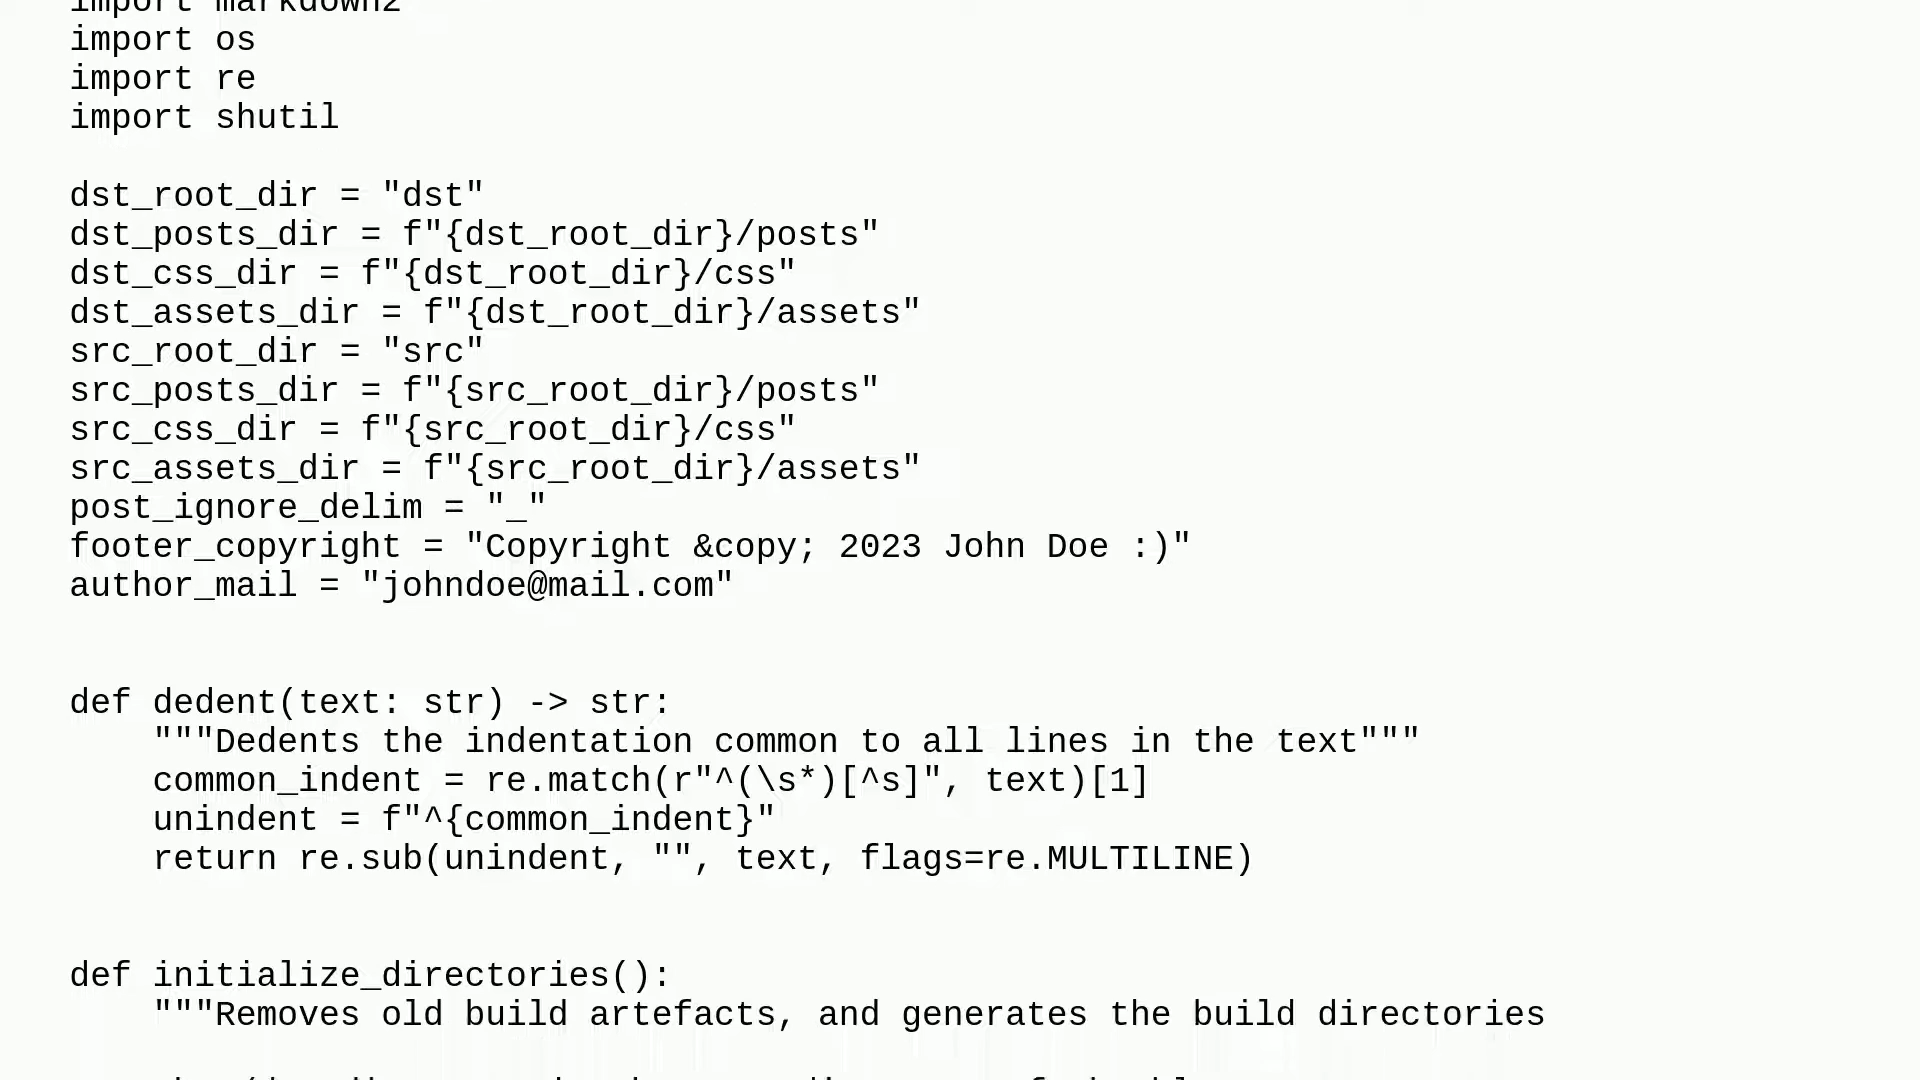 import markdown2
import os
import re
import shutil

dst_root_dir = "dst"
dst_posts_dir = f"{dst_root_dir}/posts"
dst_css_dir = f"{dst_root_dir}/css"
dst_assets_dir = f"{dst_root_dir}/assets"
src_root_dir = "src"
src_posts_dir = f"{src_root_dir}/posts"
src_css_dir = f"{src_root_dir}/css"
src_assets_dir = f"{src_root_dir}/assets"
post_ignore_delim = "_"
footer_copyright = "Copyright &copy; 2023 John Doe :)"
author_mail = "johndoe@mail.com"


def dedent(text: str) -> str:
    """Dedents the indentation common to all lines in the text"""
    common_indent = re.match(r"^(\s*)[^s]", text)[1]
    unindent = f"^{common_indent}"
    return re.sub(unindent, "", text, flags=re.MULTILINE)


def initialize_directories():
    """Removes old build artefacts, and generates the build directories